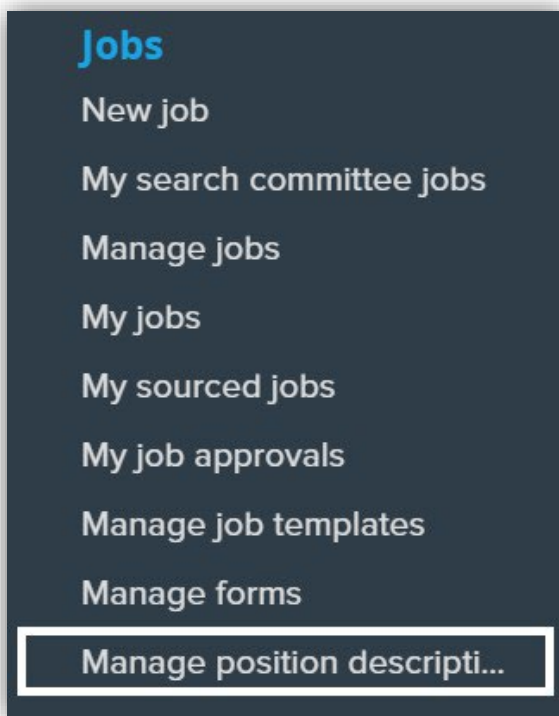 Jobs
New job
My search committee jobs
Manage jobs
My jobs
My sourced jobs
My job approvals
Manage job templates
Manage forms
Manage position descripti...